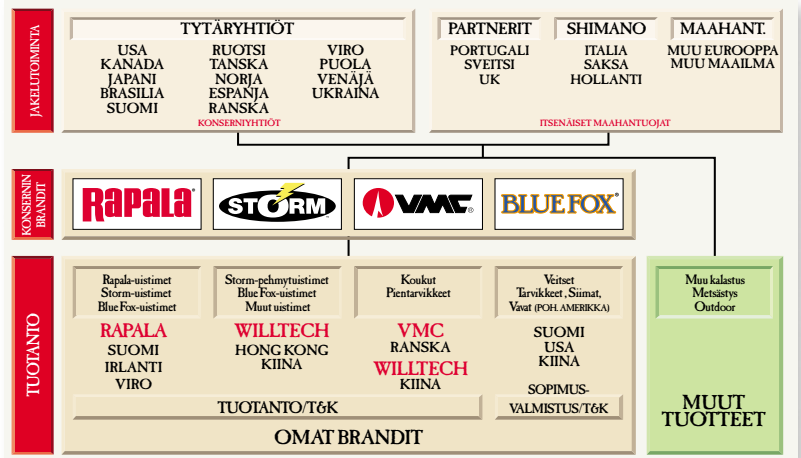 JAKELUTOIMINTA
TYTÄRYHTIÖT
USA
KANADA
JAPANI
BRASILIA
SUOMI
RUOTSI
TANSKA
NORJA
ESPANJA
RANSKA
VIRO
PUOLA
VENÄJÄ
UKRAINA
KONSERNIYHTIÖT
PARTNERIT
PORTUGALI
SVEITSI
UK
SHIMANO
ITALIA
SAKSA
HOLLANTI
MAAHANT.
MUU EUROOPPA
MUU MAAILMA
ITSENÄISET MAAHANTUOJAT
KONSERNIN
BRANDIT
RAPALA®
STORM™
VMC®
BLUE FOX®
TUOTANTO
Rapala-uistimet
Storm-uistimet
Blue Fox-uistimet
RAPALA
SUOMI
IRLANTI
VIRO
Storm-pehmytuistimet
Blue Fox-uistimet
Muut uistimet
WILLTECH
HONG KONG
KIINA
Koukut
Pientarvikkeet
VMC
RANSKA
WILLTECH
KIINA
TUOTANTO/T&K
Veitset
Tarvikkeet , Siimat,
Vavat (POH. AMERIKKA)
SUOMI
USA
KIINA
SOPIMUS-
VALMISTUS/T&K
OMAT BRANDIT
Muu kalastus
Metsästys
Outdoor
MUUT
TUOTTEET